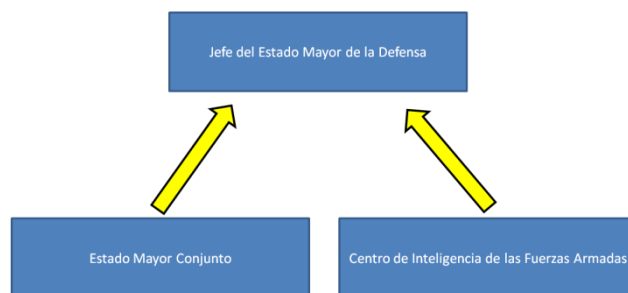 Jefe del Estado Mayor de la Defensa
Estado Mayor Conjunto
Centro de Inteligencia de las Fuerzas Armadas